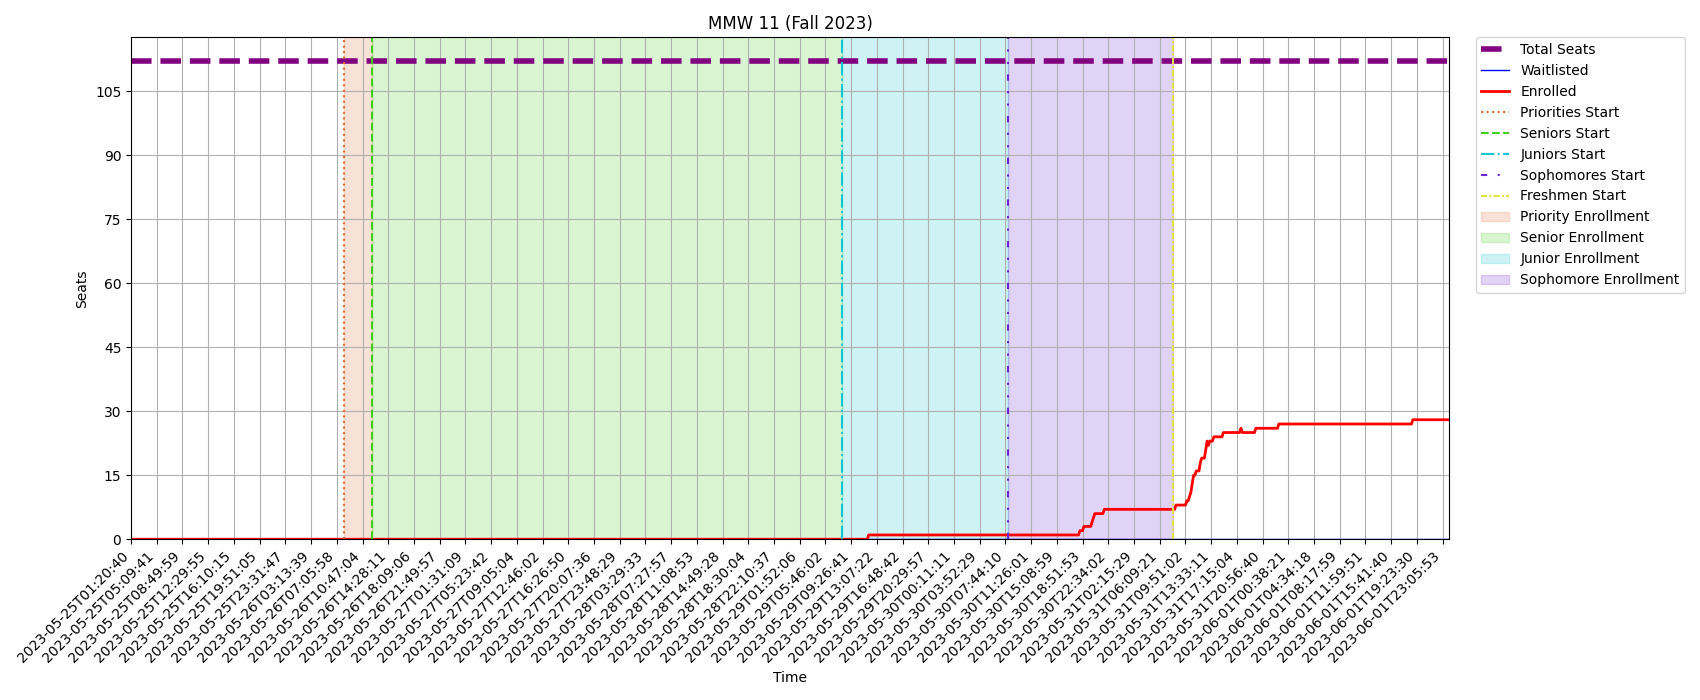 MMW 11 (Fall 2023)
Total Seats
Waitlisted
Enrolled
Priorities Start
Seniors Start
Juniors Start
Sophomores Start
Freshmen Start
Priority Enrollment
Senior Enrollment
Junior Enrollment
Sophomore Enrollment
Seats
105
90
75
60
45
30
15
0
2023-05-25T01:20:40
2023-05-25T05:09:41
2023-05-25T08:49:59
2023-05-25T12:29:55
2023-05-25T16:10:15
2023-05-25T19:51:05
2023-05-25T23:31:47
2023-05-26T03:13:39
2023-05-26T07:05:58
2023-05-26T10:47:04
2023-05-26T14:28:11
2023-05-26T18:09:06
2023-05-26T21:49:57
2023-05-27T01:31:09
2023-05-27T05:23:42
2023-05-27T09:05:04
2023-05-27T12:46:02
2023-05-27T16:26:50
2023-05-27T20:07:36
2023-05-27T23:48:29
2023-05-28T03:29:33
2023-05-28T07:27:57
2023-05-28T11:08:53
2023-05-28T14:49:28
2023-05-28T18:30:04
2023-05-28T22:10:37
2023-05-29T01:52:06
2023-05-29T05:46:02
2023-05-29T09:26:41
2023-05-29T13:07:22
2023-05-29T16:48:42
2023-05-29T20:29:57
2023-05-30T00:11:11
2023-05-30T03:52:29
2023-05-30T07:44:10
2023-05-30T11:26:01
2023-05-30T15:08:59
2023-05-30T18:51:53
2023-05-30T22:34:02
2023-05-31T02:15:29
2023-05-31T06:09:21
2023-05-31T09:51:02
2023-05-31T13:33:11
2023-05-31T17:15:04
2023-05-31T20:56:40
2023-06-01T00:38:21
2023-06-01T04:34:18
2023-06-01T08:17:59
2023-06-01T11:59:51
2023-06-01T15:41:40
2023-06-01T19:23:30
2023-06-01T23:05:53
Time